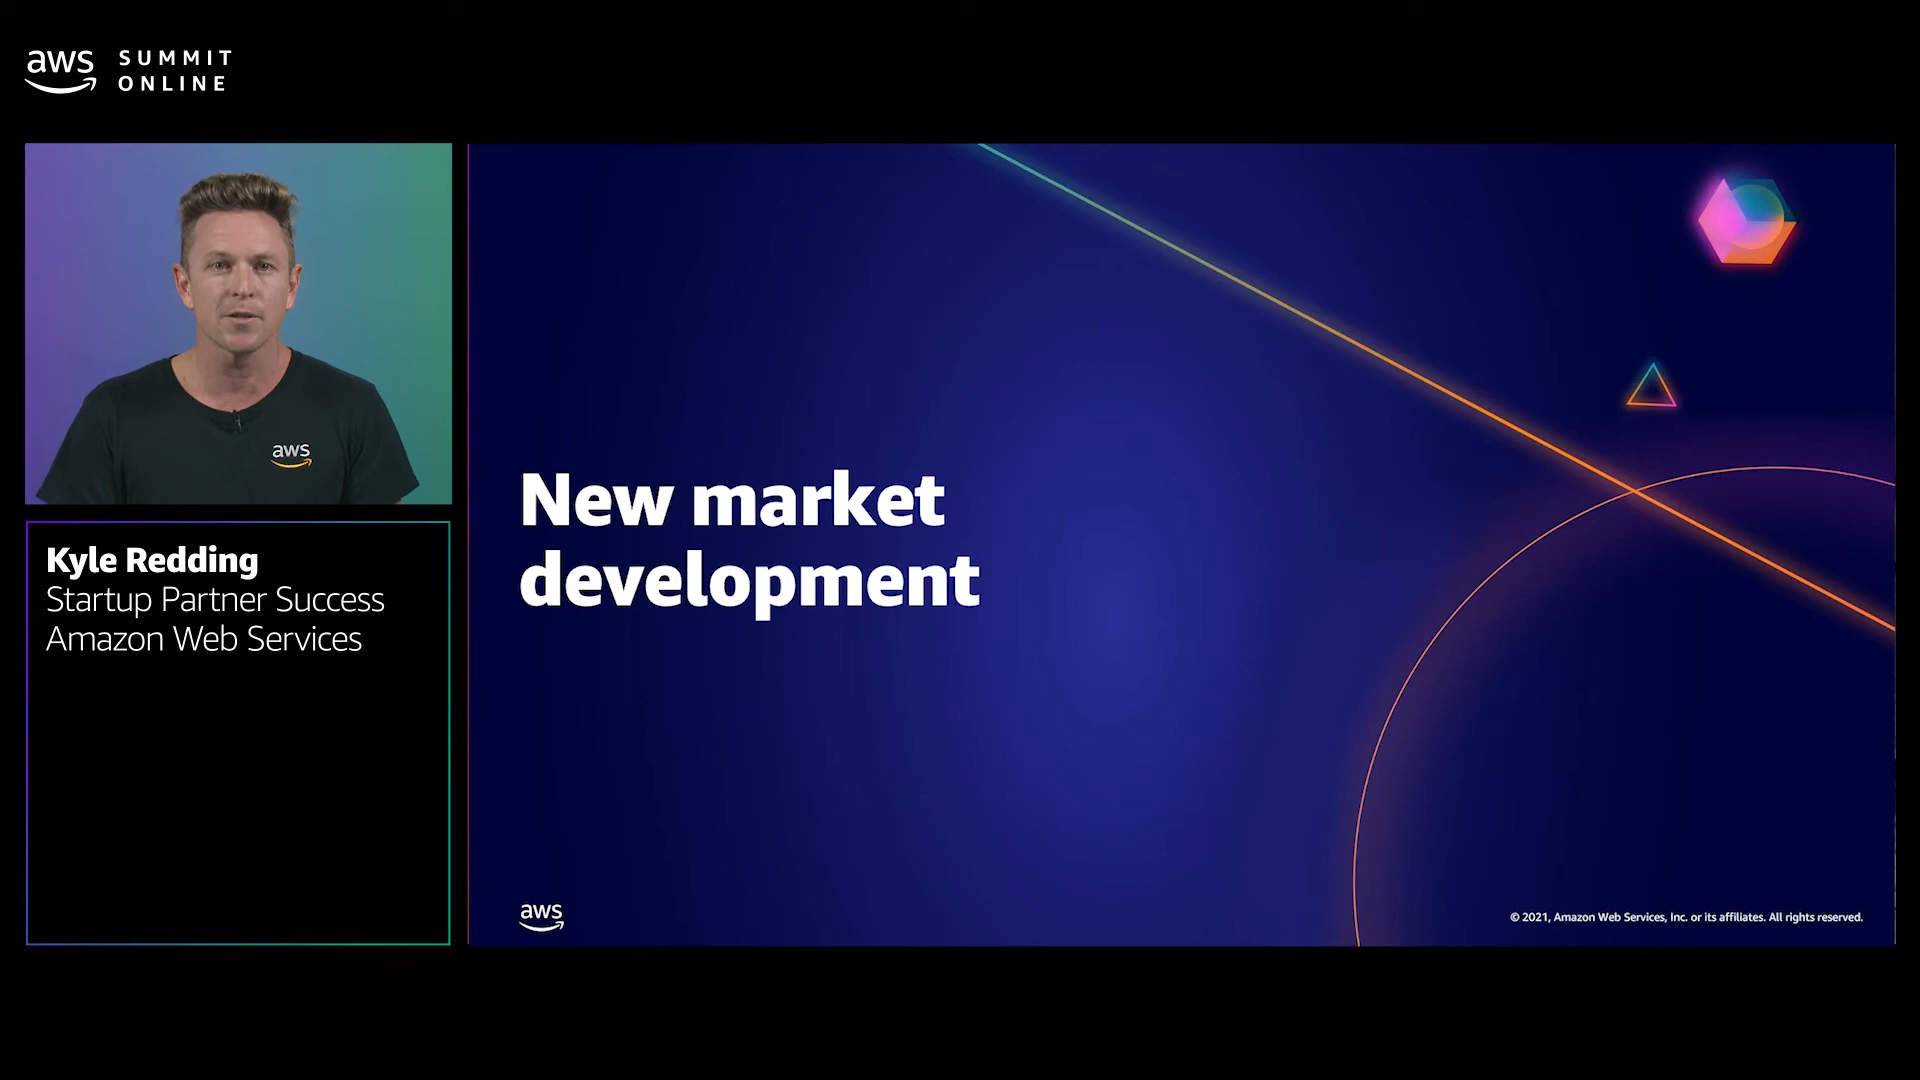 aws SUMMIT
ONLINE
aws
Kyle Redding
Startup Partner Success
Amazon Web Services
New market
development
aws
© 2021, Amazon Web Services, Inc. or its affiliates. All rights reserved.